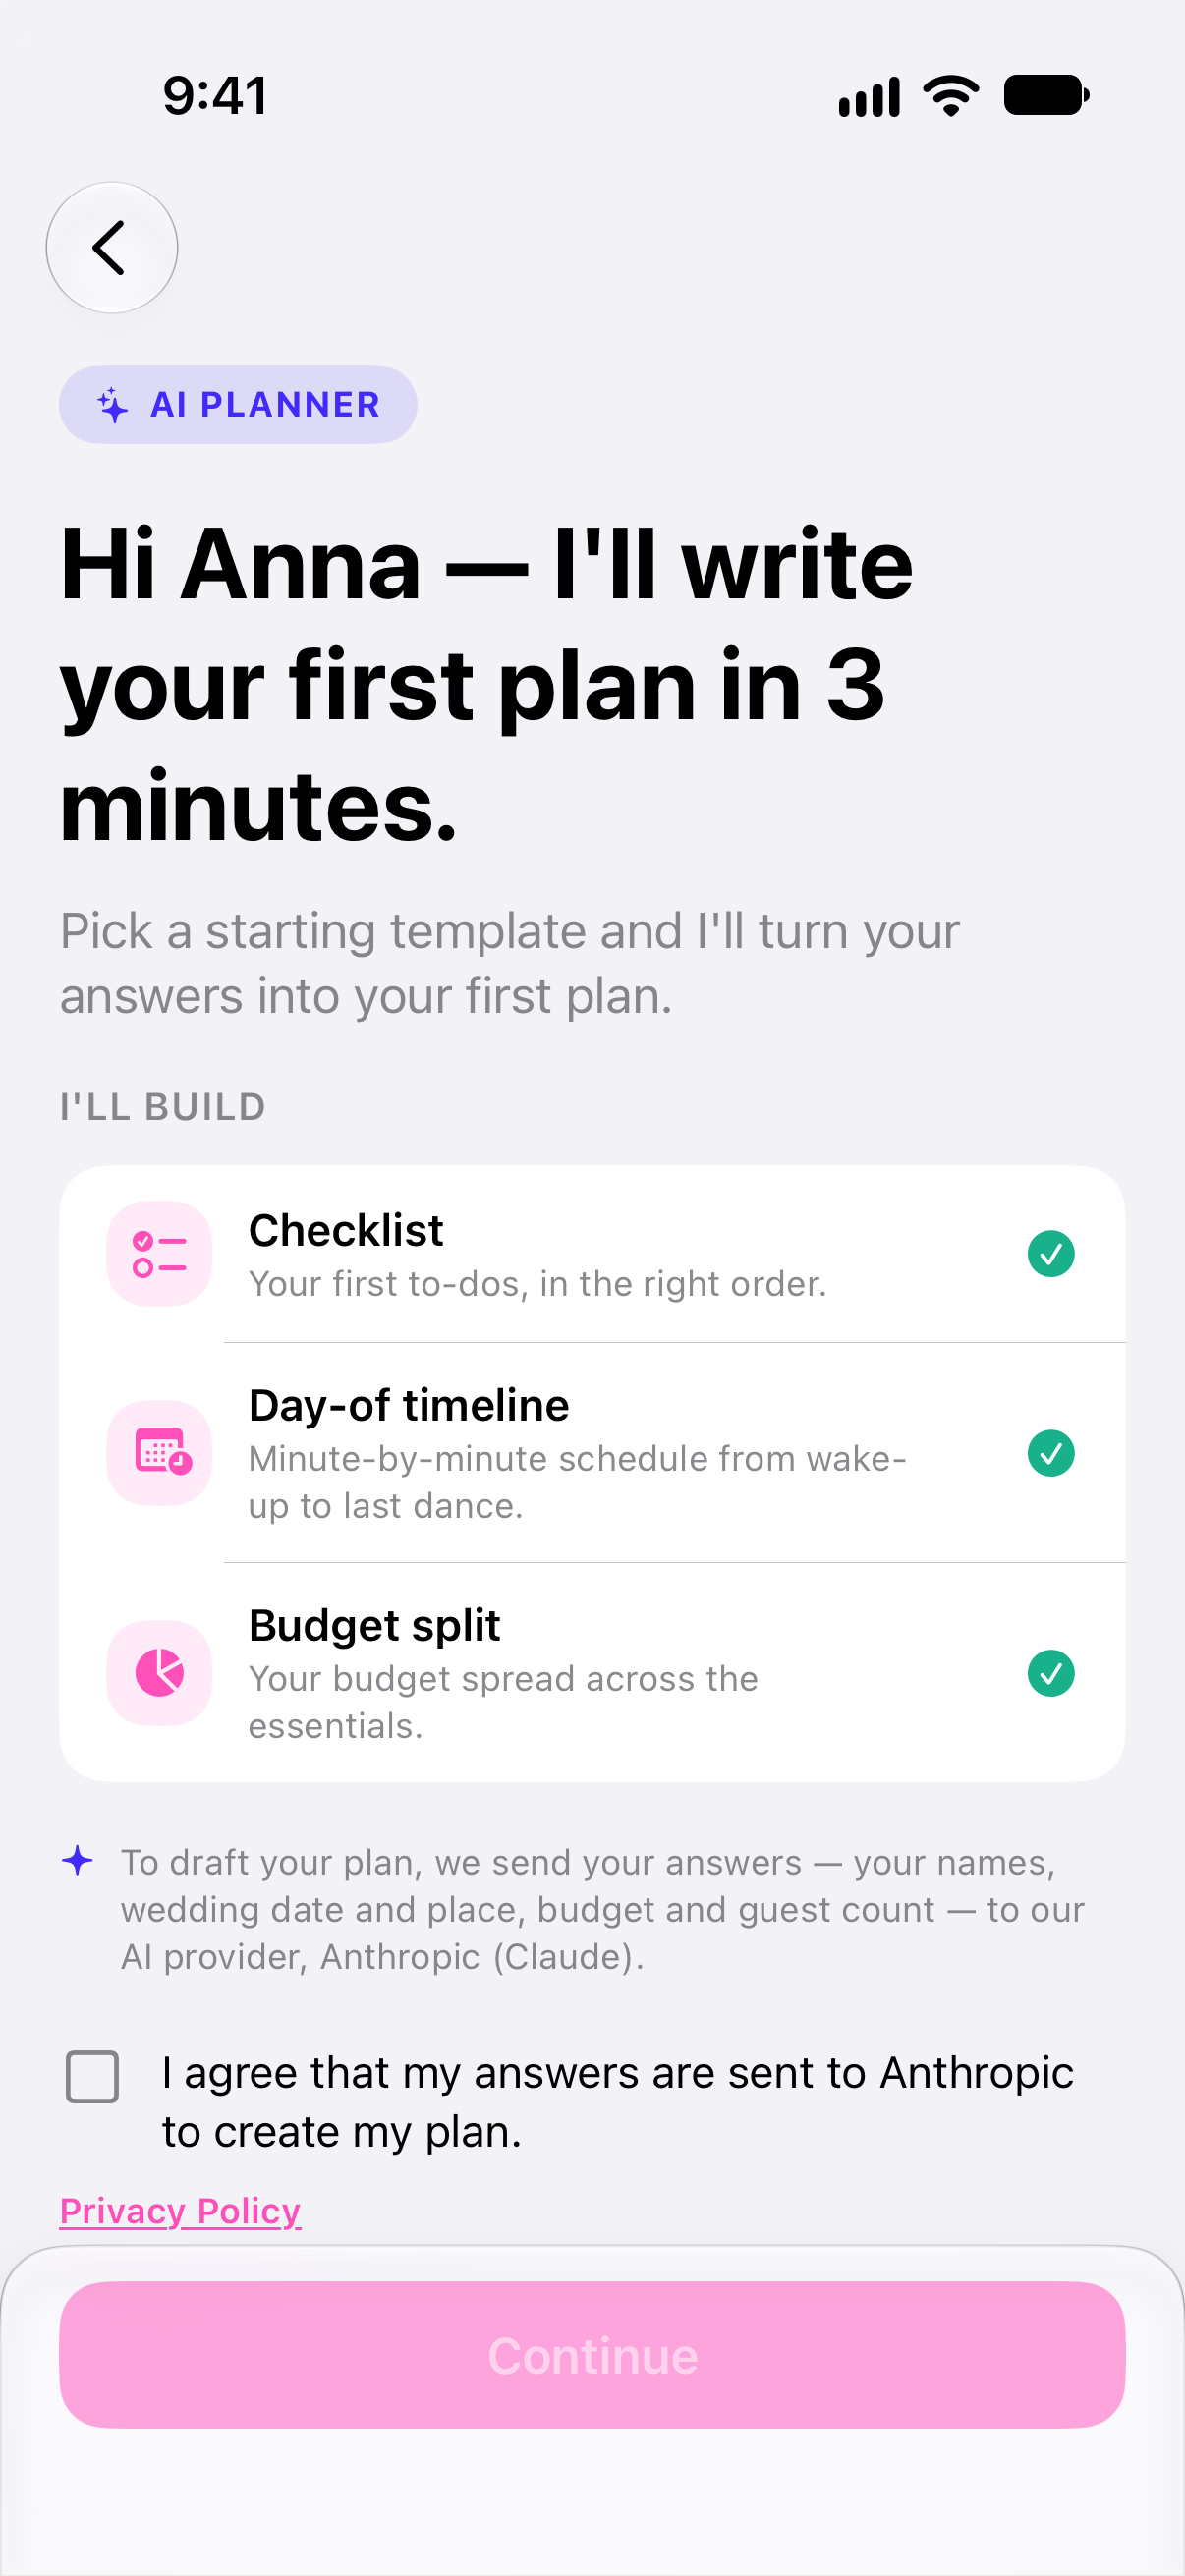 9:41
AI PLANNER
Hi Anna — I'll write
your first plan in 3
minutes.
Pick a starting template and I'll turn your
answers into your first plan.
I'LL BUILD
Checklist
Your first to-dos, in the right order.
Day-of timeline
Minute-by-minute schedule from wake-
up to last dance.
Budget split
Your budget spread across the
essentials.
To draft your plan, we send your answers — your names,
wedding date and place, budget and guest count — to our
AI provider, Anthropic (Claude).
I agree that my answers are sent to Anthropic
to create my plan.
Privacy Policy
Continue